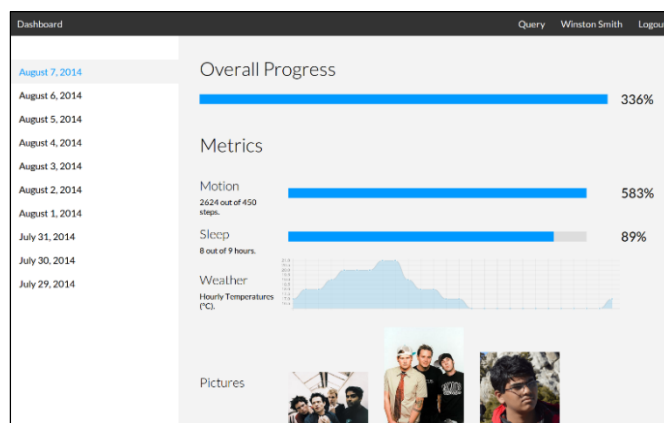 Dashboard
Query Winston Smith Logout
August 7, 2014
August 6, 2014
August 5, 2014
August 4, 2014
August 3, 2014
August 2, 2014
August 1, 2014
July 31, 2014
July 30, 2014
July 29, 2014
Overall Progress
336%
Metrics
Motion
2624 out of 450
steps.
583%
Sleep
8 out of 9 hours.
89%
Weather
Hourly Temperatures
(°C).
Pictures